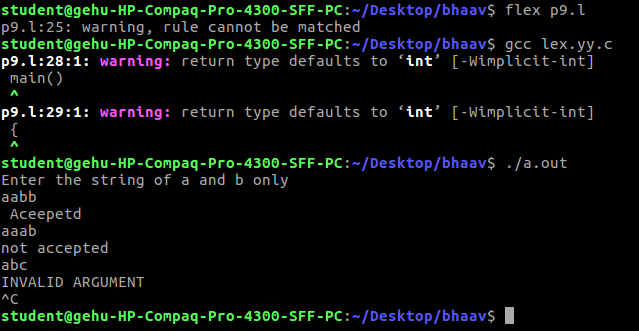 student@gehu-HP-Compaq-Pro-4300-SFF-PC:~/Desktop/bhaav$ flex p9.l
p9.l:25: warning, rule cannot be matched
student@gehu-HP-Compaq-Pro-4300-SFF-PC:~/Desktop/bhaav$ gcc lex.yy.c
p9.l:28:1: warning: return type defaults to ‘int’ [-Wimplicit-int]
 main()
 ^
p9.l:29:1: warning: return type defaults to ‘int’ [-Wimplicit-int]
 {
 ^
student@gehu-HP-Compaq-Pro-4300-SFF-PC:~/Desktop/bhaav$ ./a.out
Enter the string of a and b only
aabb
 Aceepetd
aaab
not accepted
abc
INVALID ARGUMENT
^C
student@gehu-HP-Compaq-Pro-4300-SFF-PC:~/Desktop/bhaav$